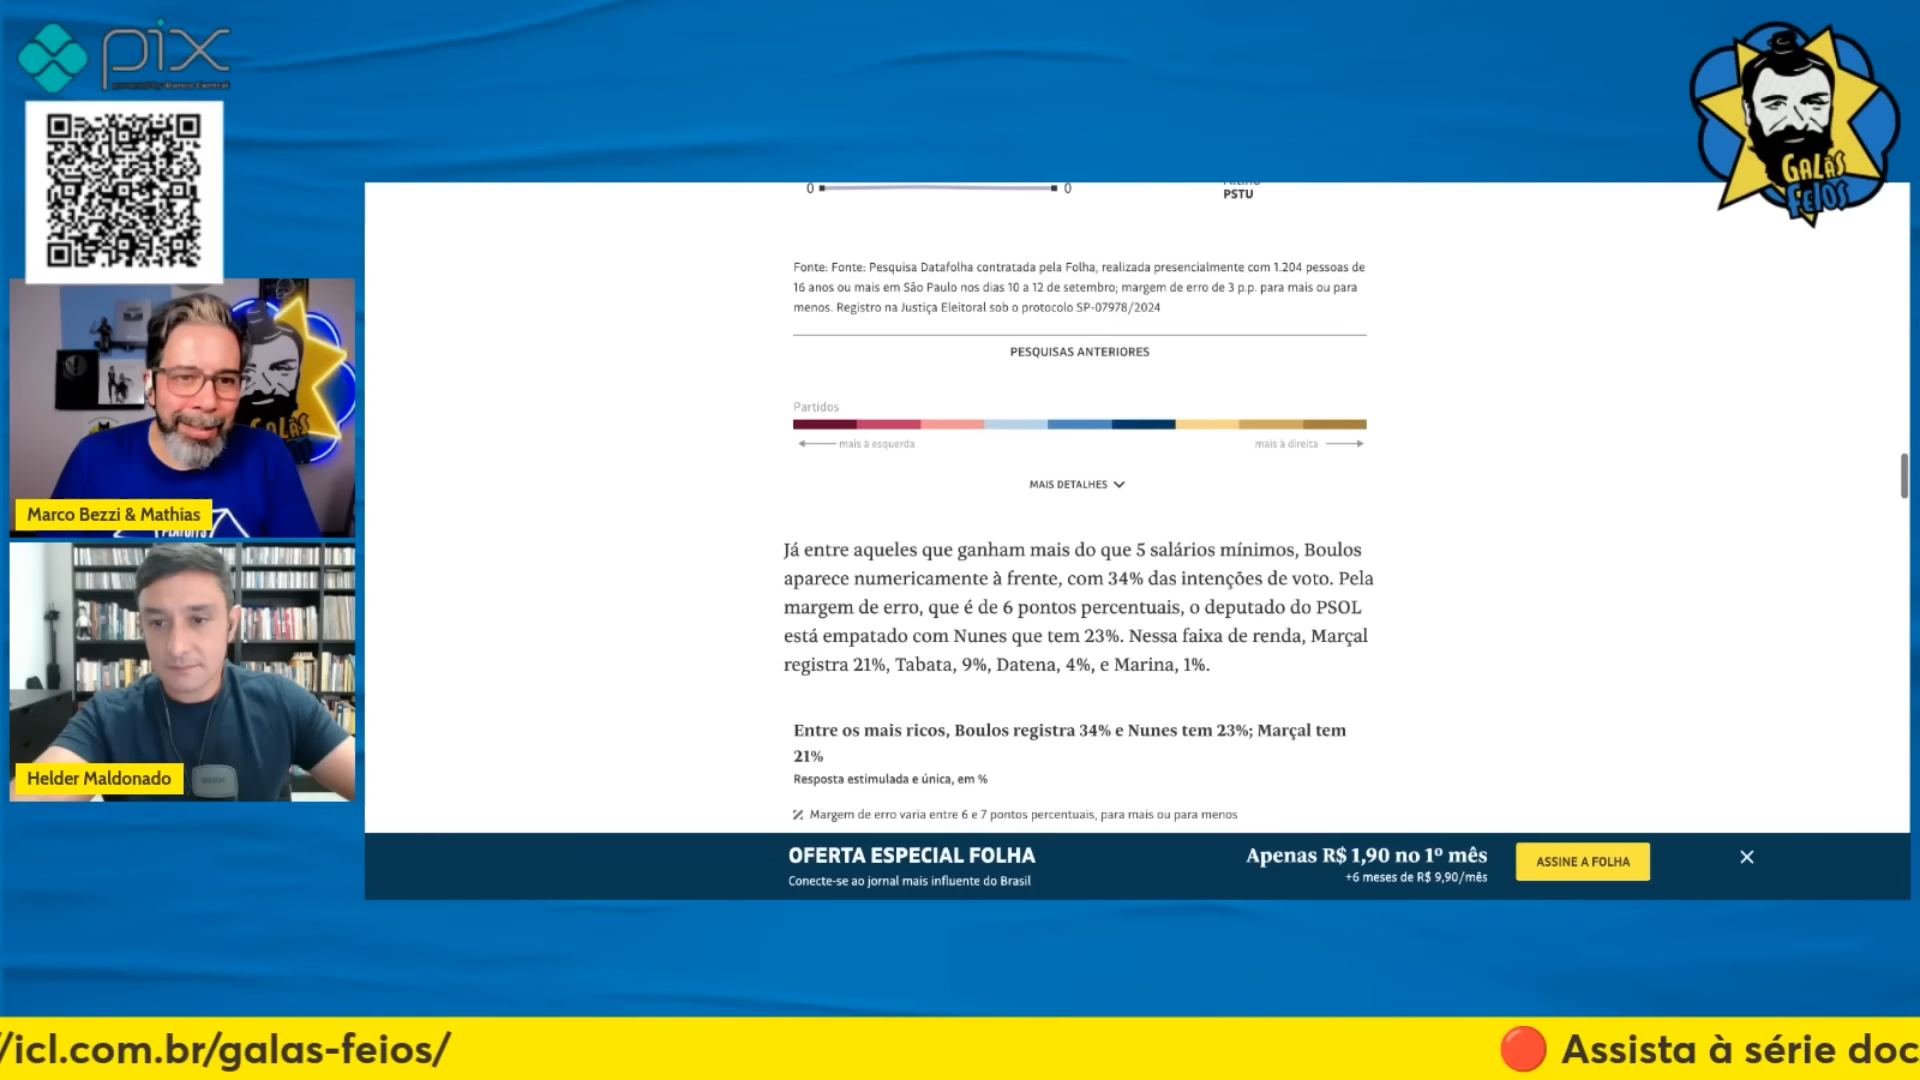 pix
powered by Banco Central
GALÃS
FEIOS
0
0
PSTU
Fonte: Fonte: Pesquisa Datafolha contratada pela Folha, realizada presencialmente com 1.204 pessoas de
16 anos ou mais em São Paulo nos dias 10 a 12 de setembro; margem de erro de 3 p.p. para mais ou para
menos. Registro na Justiça Eleitoral sob o protocolo SP-07978/2024
PESQUISAS ANTERIORES
Partidos
mais à esquerda
mais à direita
MAIS DETALHES
GALÃS
Marco Bezzi & Mathias
Já entre aqueles que ganham mais do que 5 salários mínimos, Boulos
aparece numericamente à frente, com 34% das intenções de voto. Pela
margem de erro, que é de 6 pontos percentuais, o deputado do PSOL
está empatado com Nunes que tem 23%. Nessa faixa de renda, Marçal
registra 21%, Tabata, 9%, Datena, 4%, e Marina, 1%.
Entre os mais ricos, Boulos registra 34% e Nunes tem 23%; Marçal tem
21%
Resposta estimulada e única, em %
Margem de erro varia entre 6 e 7 pontos percentuais, para mais ou para menos
Helder Maldonado
OFERTA ESPECIAL FOLHA
Conecte-se ao jornal mais influente do Brasil
Apenas R$ 1,90 no 1º mês
+6 meses de R$ 9,90/mês
ASSINE A FOLHA
/icl.com.br/galas-feios/
Assista à série doc